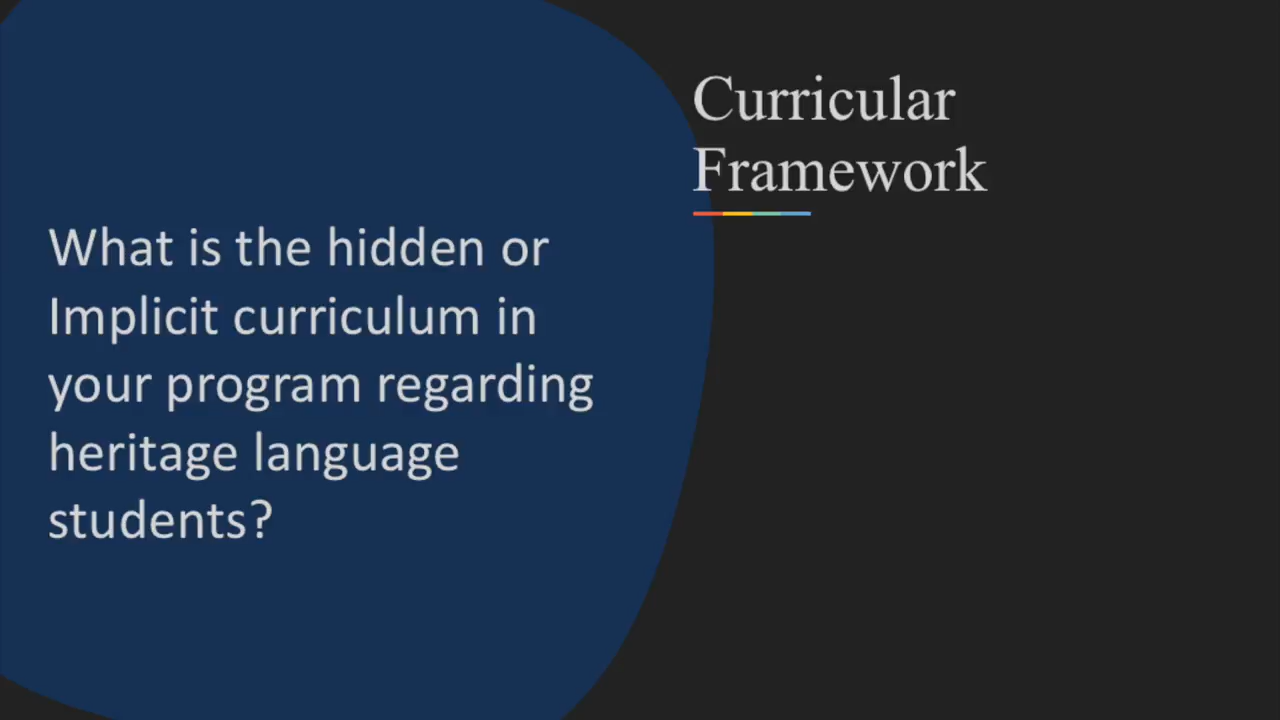 Curricular
Framework
What is the hidden or
Implicit curriculum in
your program regarding
heritage language
students?